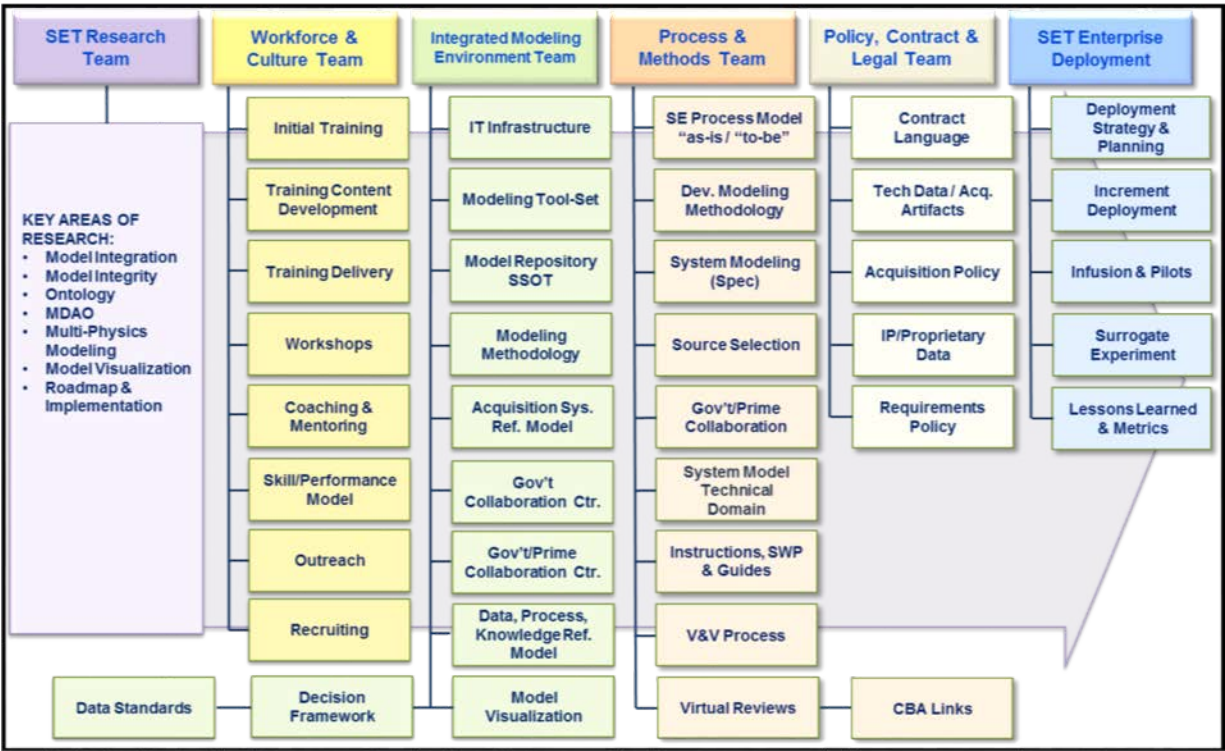 SET Research
Team
Workforce &
Culture Team
Integrated Modeling
Environment Team
Process &
Methods Team
Policy, Contract &
Legal Team
SET Enterprise
Deployment
KEY AREAS OF
RESEARCH:
• Model Integration
• Model Integrity
• Ontology
• MDAO
• Multi-Physics
Modeling
• Model Visualization
• Roadmap &
Implementation
Initial Training
Training Content
Development
Training Delivery
Workshops
Coaching &
Mentoring
Skill/Performance
Model
Outreach
Recruiting
IT Infrastructure
Modeling Tool-Set
Model Repository
SSOT
Modeling
Methodology
Acquisition Sys.
Ref. Model
Gov't
Collaboration Ctr.
Gov't/Prime
Collaboration Ctr.
Data, Process,
Knowledge Ref.
Model
SE Process Model
“as-is / “to-be”
Dev. Modeling
Methodology
System Modeling
(Spec)
Source Selection
Gov't/Prime
Collaboration
System Model
Technical
Domain
Instructions, SWP
& Guides
V&V Process
Contract
Language
Tech Data / Acq.
Artifacts
Acquisition Policy
IP/Proprietary
Data
Requirements
Policy
Deployment
Strategy &
Planning
Increment
Deployment
Infusion & Pilots
Surrogate
Experiment
Lessons Learned
& Metrics
Data Standards
Decision
Framework
Model
Visualization
Virtual Reviews
CBA Links